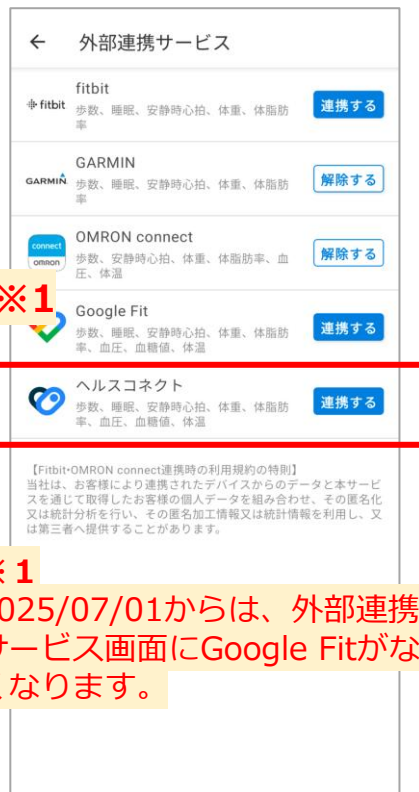 ← 外部連携サービス
fitbit
fitbit 歩数、睡眠、安静時心拍、体重、体脂肪
率
連携する
GARMIN
GARMIN 歩数、睡眠、安静時心拍、体重、体脂肪
率
解除する
OMRON connect
connect
OMRON
歩数、安静時心拍、体重、体脂肪率、血
圧、体温
解除する
※1
Google Fit
歩数、睡眠、安静時心拍、体重、体脂肪
率、血圧、血糖値、体温
連携する
ヘルスコネクト
歩数、睡眠、安静時心拍、体重、体脂肪
率、血圧、血糖値、体温
連携する
【Fitbit・OMRON connect連携時の利用規約の特則】
当社は、お客様により連携されたデバイスからのデータと本サービ
スを通じて取得したお客様の個人データを組み合わせ、その匿名化
又は統計分析を行い、その匿名加工情報又は統計情報を利用し、又
は第三者へ提供することがあります。
※1
025/07/01からは、外部連携
サービス画面にGoogle Fitがな
くなります。